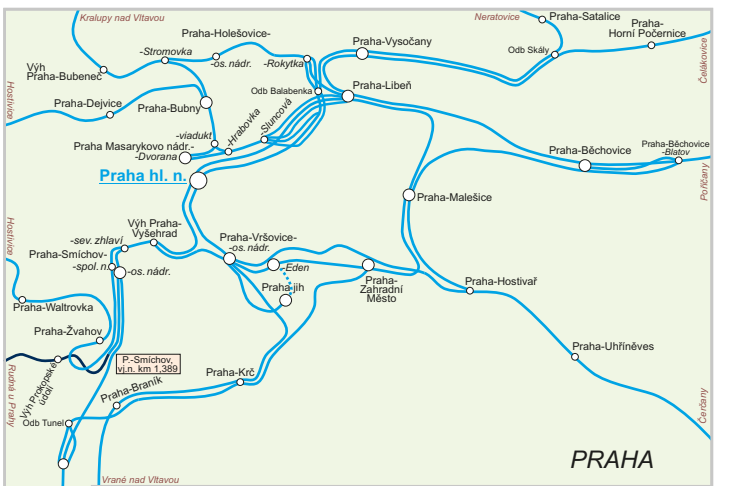 Kralupy nad Vltavou
Neratovice
Praha-Satalice
Praha-
Horní Počernice
Praha-Holešovice-
-os. nádr.
-Stromovka
Praha-Vysočany
-Rokytka
Odb Skály
Čelákovice
Výh
Praha-Bubeneč
Hostivice
Praha-Dejvice
Praha-Bubny
Odb Balabenka
Praha-Libeň
-viadukt
-Hrabovka
-Sluncová
Praha Masarykovo nádr.-
-Dvorana
Praha-Běchovice
Praha-Běchovice
-Blatov
Poříčany
Praha hl. n.
Praha-Malešice
Hostivice
Výh Praha-
Vyšehrad
-sev. zhlaví
Praha-Smíchov-
-spol.n.
-os. nádr.
Praha-Vršovice-
-os. nádr.
-Eden
Praha-jih
Praha-
Zahradní
Město
Praha-Hostivař
Praha-Waltrovka
Praha-Žvahov
P.-Smíchov,
vj.n. km 1,389
Praha-Uhříněves
Rudná u Prahy
Výh Prokopské
údolí
Praha-Krč
Praha-Braník
Odb Tunel
Čerčany
PRAHA
Vrané nad Vltavou